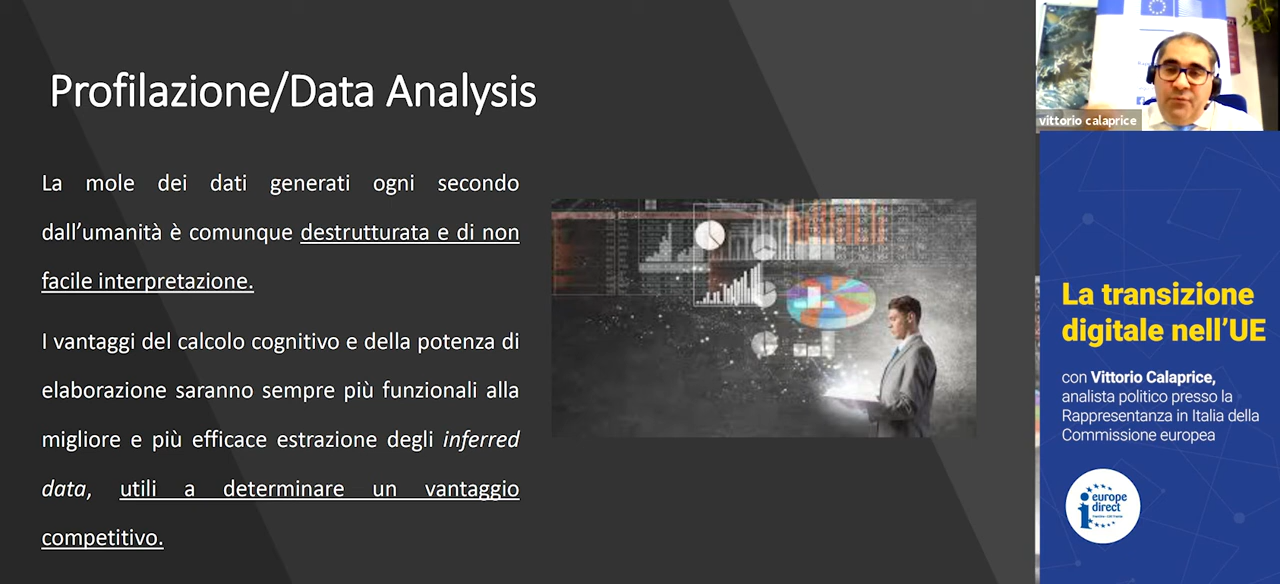 Profilazione/Data Analysis
La mole dei dati generati ogni secondo
dall’umanità è comunque destrutturata e di non
facile interpretazione.
I vantaggi del calcolo cognitivo e della potenza di
elaborazione saranno sempre più funzionali alla
migliore e più efficace estrazione degli inferred
data, utili a determinare un vantaggio
competitivo.
vittorio calaprice
La transizione
digitale nell’UE
con Vittorio Calaprice,
analista politico presso la
Rappresentanza in Italia della
Commissione europea
europe
direct